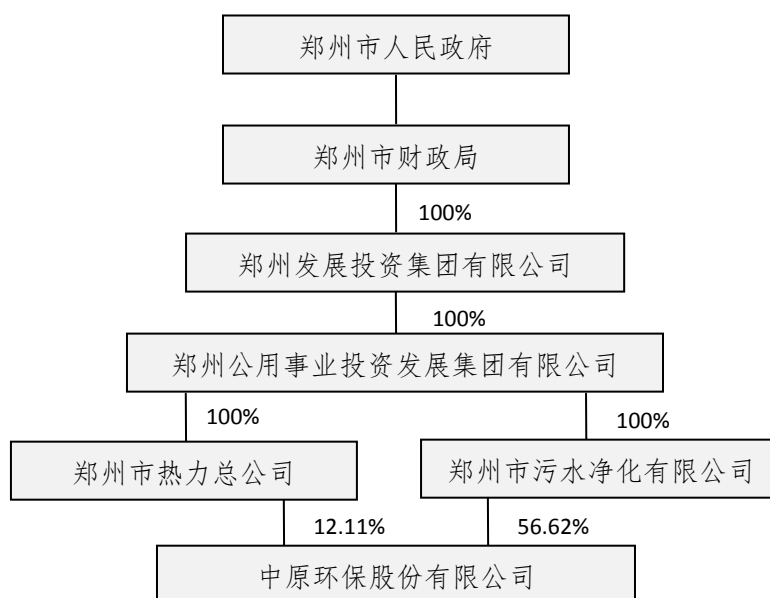 郑州市人民政府
郑州市财政局
100%
郑州发展投资集团有限公司
100%
郑州公用事业投资发展集团有限公司
100%
100%
郑州市热力总公司
郑州市污水净化有限公司
12.11%
56.62%
中原环保股份有限公司